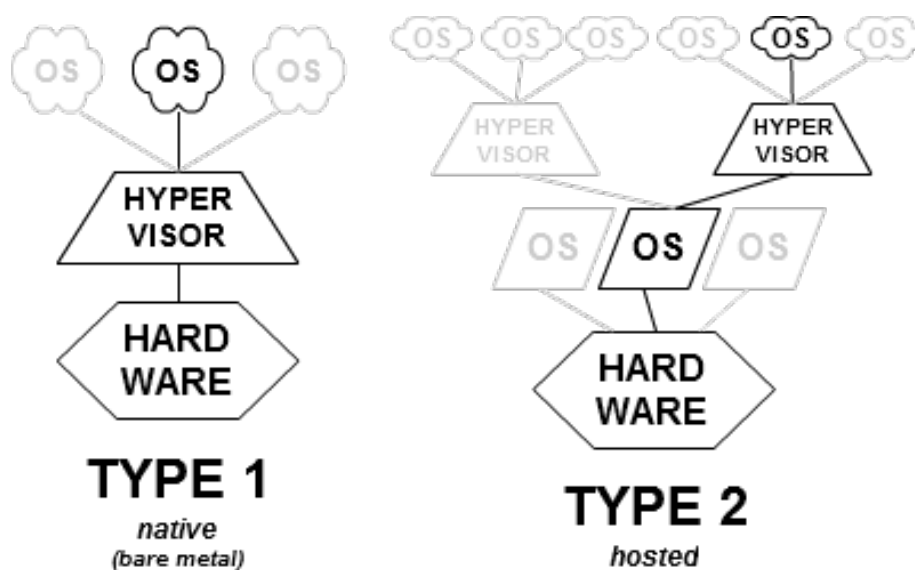 OS OS OS
HYPER
VISOR
HARD
WARE
TYPE 1
native
(bare metal)
OS OS OS OS OS OS
HYPER
VISOR
HYPER
VISOR
OS OS OS
HARD
WARE
TYPE 2
hosted